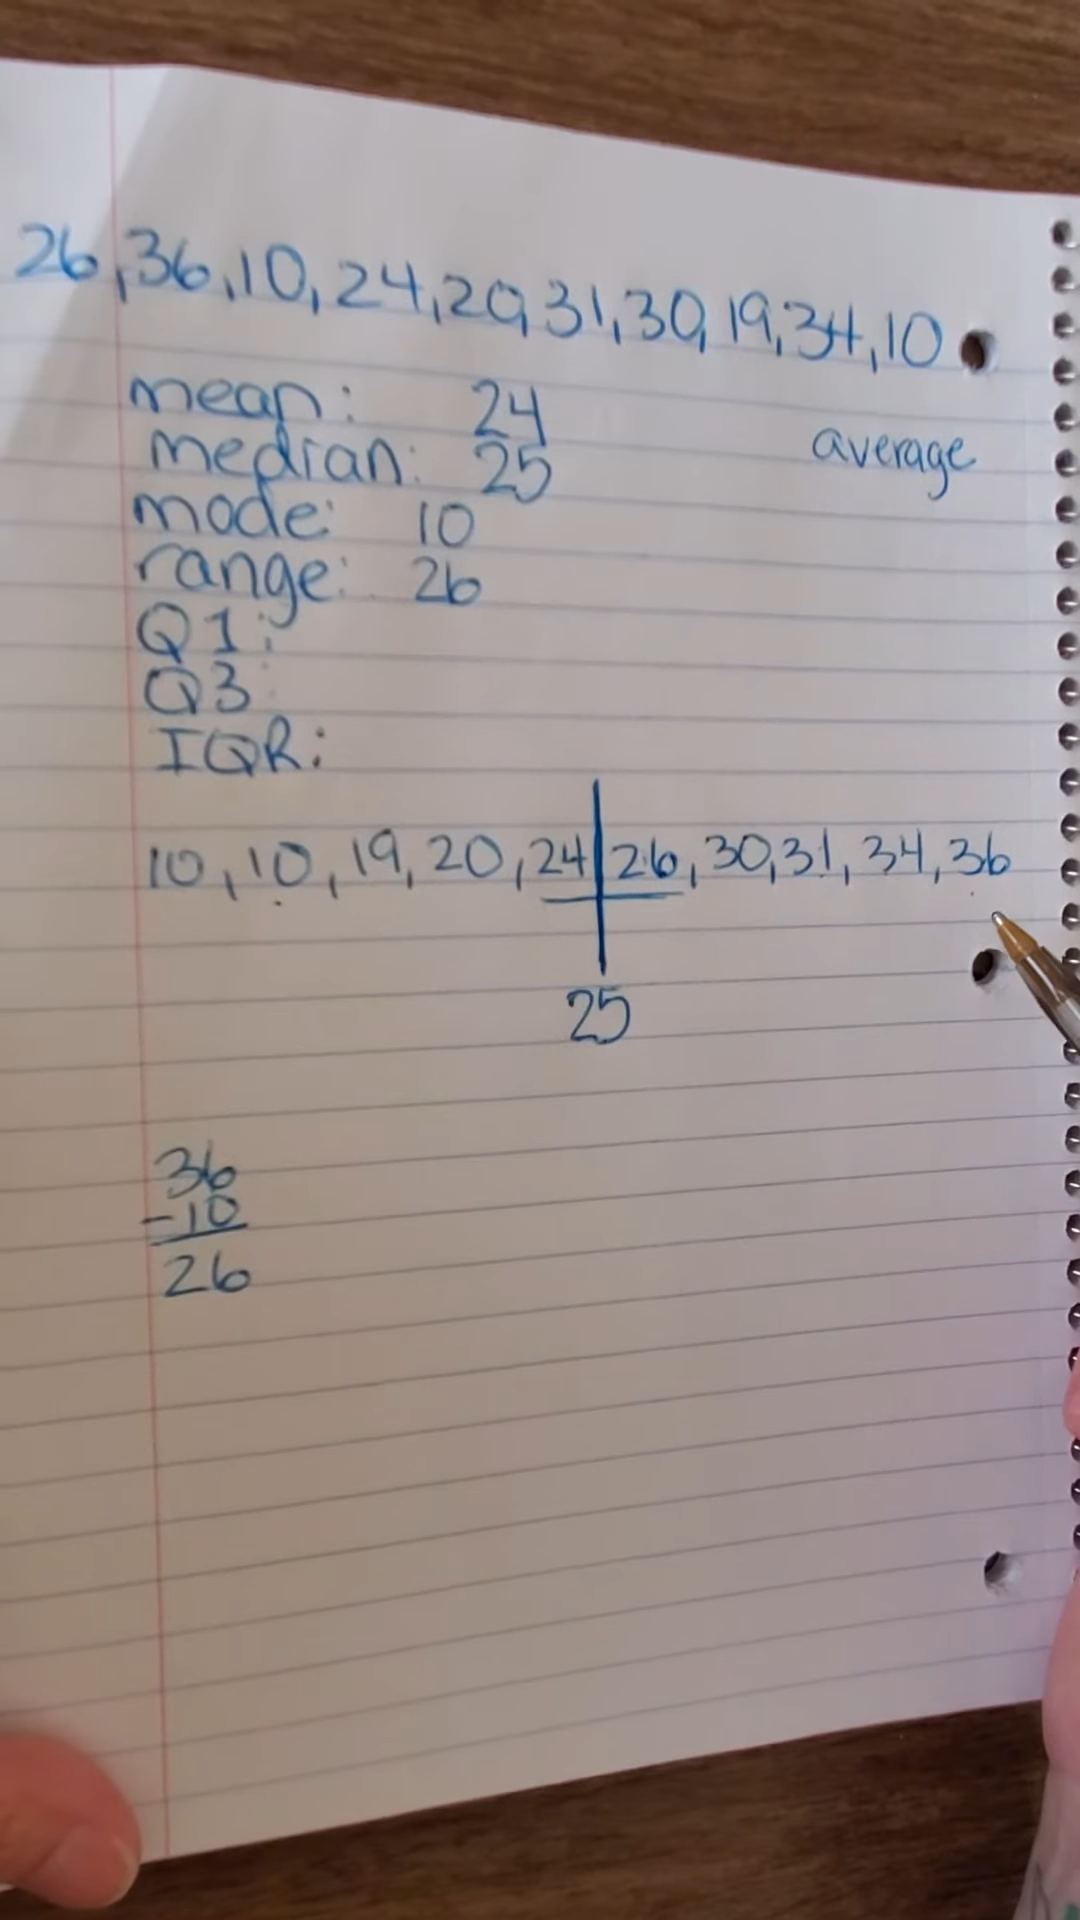 26,36,10,24,20,31,30,19,34,10
mean: 24
average
median: 25
mode: 10
range: 26
Q1:
Q3
IQR:
10,10,19,20,24|26,30,31,34,36
25
36
-10
26